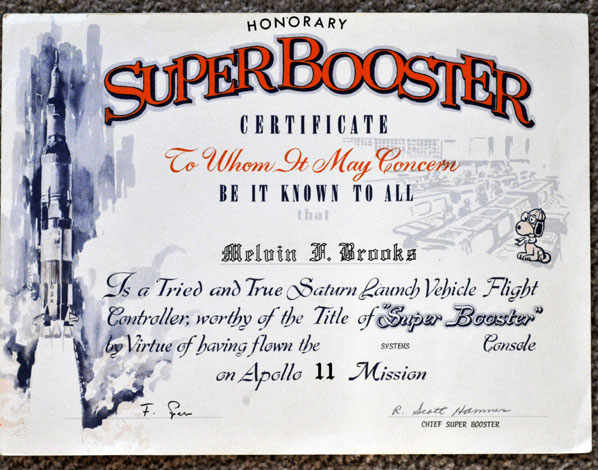 HONORARY
SUPER BOOSTER
CERTIFICATE
To Whom It May Concern
BE IT KNOWN TO ALL
that
Melvin F. Brooks
Is a Tried and True Saturn Launch Vehicle Flight
Controller, worthy of the Title of "Super Booster"
by Virtue of having flown the SYSTEMS Console
on Apollo 11 Mission
F.
R. Scott Hamner
CHIEF SUPER BOOSTER